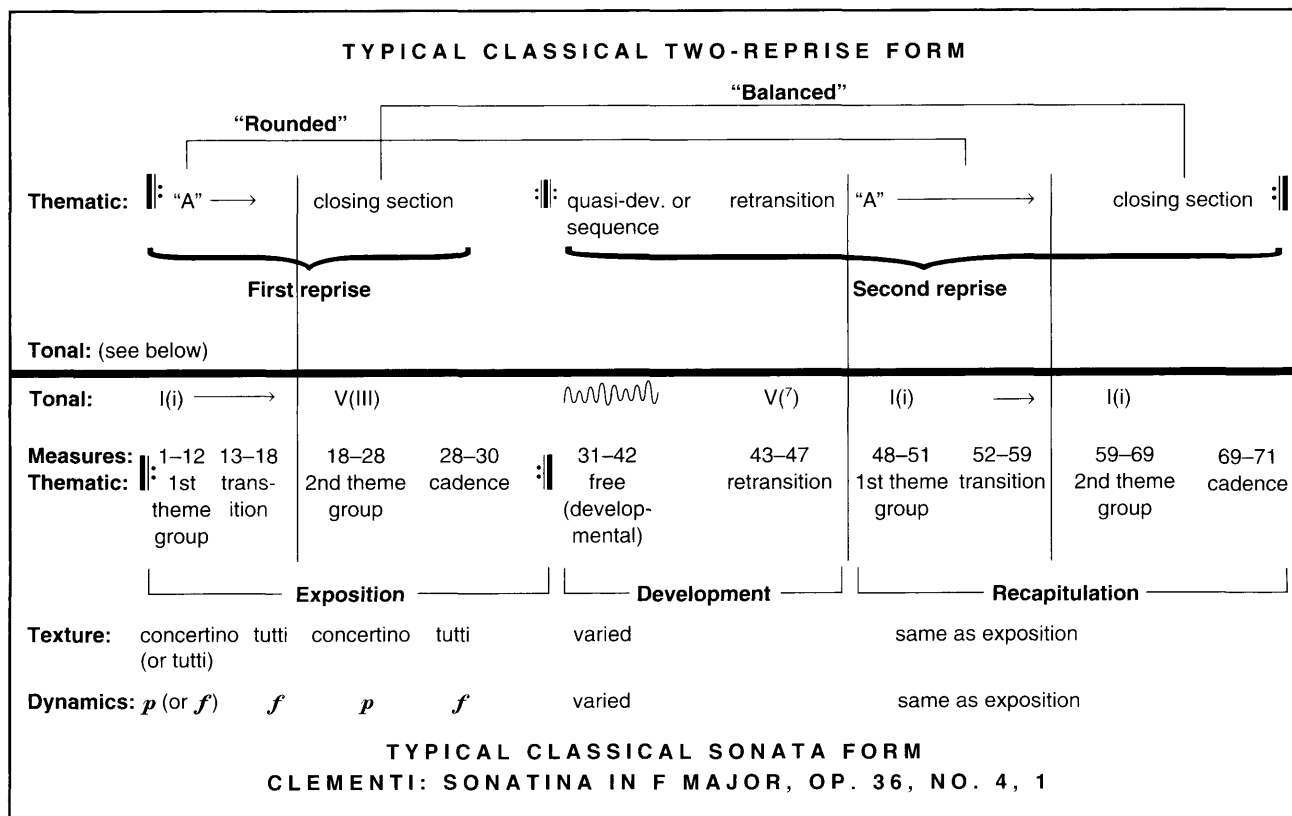 TYPICAL CLASSICAL TWO-REPRISE FORM
“Balanced”
“Rounded”
Thematic: “A” closing section quasi-dev. or retransition “A” closing section
sequence
First reprise Second reprise
Tonal: (see below)
Tonal: I(i) V(III) V(⁷) I(i) I(i)
Measures: 1–12 13–18 18–28 28–30 31–42 43–47 48–51 52–59 59–69 69–71
Thematic: 1st trans- 2nd theme cadence free retransition 1st theme transition 2nd theme cadence
theme ition group (develop- group group
group mental)
Exposition Development Recapitulation
Texture: concertino tutti concertino tutti varied same as exposition
(or tutti)
Dynamics: p (or f) f p f varied same as exposition
TYPICAL CLASSICAL SONATA FORM
CLEMENTI: SONATINA IN F MAJOR, OP. 36, NO. 4, 1